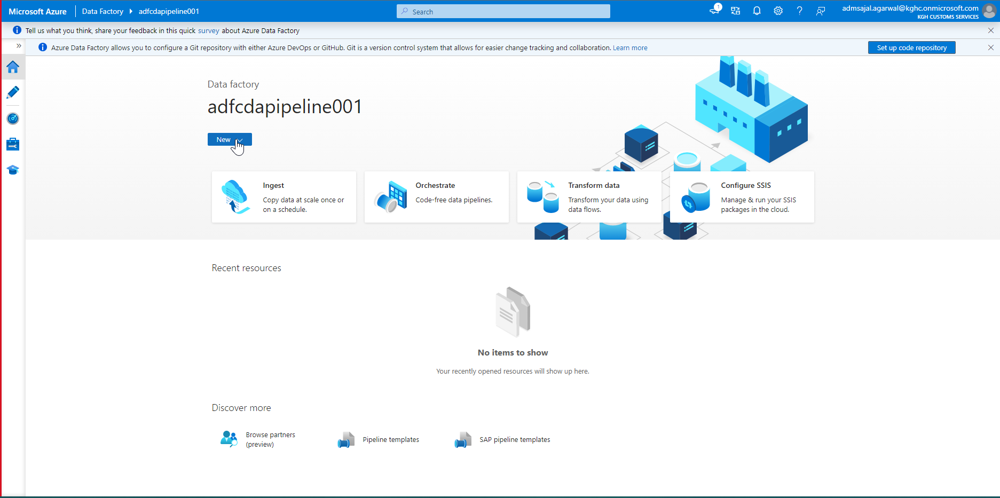 Microsoft Azure
Data Factory
adfcdapipeline001
Search
1
admsajal.agarwal@kghc.onmicrosoft.com
KGH CUSTOMS SERVICES
Tell us what you think, share your feedback in this quick survey about Azure Data Factory
Azure Data Factory allows you to configure a Git repository with either Azure DevOps or GitHub. Git is a version control system that allows for easier change tracking and collaboration. Learn more
Set up code repository
Data factory
adfcdapipeline001
New
Ingest
Copy data at scale once or
on a schedule.
Orchestrate
Code-free data pipelines.
Transform data
Transform your data using
data flows.
Configure SSIS
Manage & run your SSIS
packages in the cloud.
Recent resources
No items to show
Your recently opened resources will show up here.
Discover more
Browse partners
(preview)
Pipeline templates
SAP pipeline templates